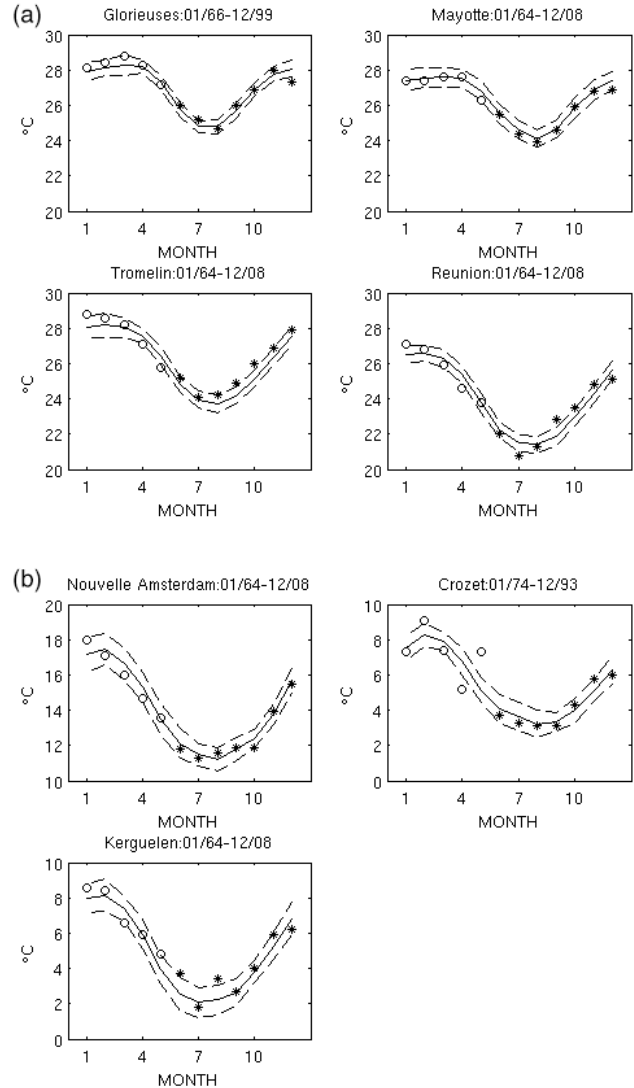 (a)
Glorieuses:01/66-12/99
30
28
26
24
22
20
°C
1 4 7 10
MONTH
Mayotte:01/64-12/08
30
28
26
24
22
20
°C
1 4 7 10
MONTH
Tromelin:01/64-12/08
30
28
26
24
22
20
°C
1 4 7 10
MONTH
Reunion:01/64-12/08
30
28
26
24
22
20
°C
1 4 7 10
MONTH
(b)
Nouvelle Amsterdam:01/64-12/08
20
18
16
14
12
10
°C
1 4 7 10
MONTH
Crozet:01/74-12/93
10
8
6
4
2
0
°C
1 4 7 10
MONTH
Kerguelen:01/64-12/08
10
8
6
4
2
0
°C
1 4 7 10
MONTH